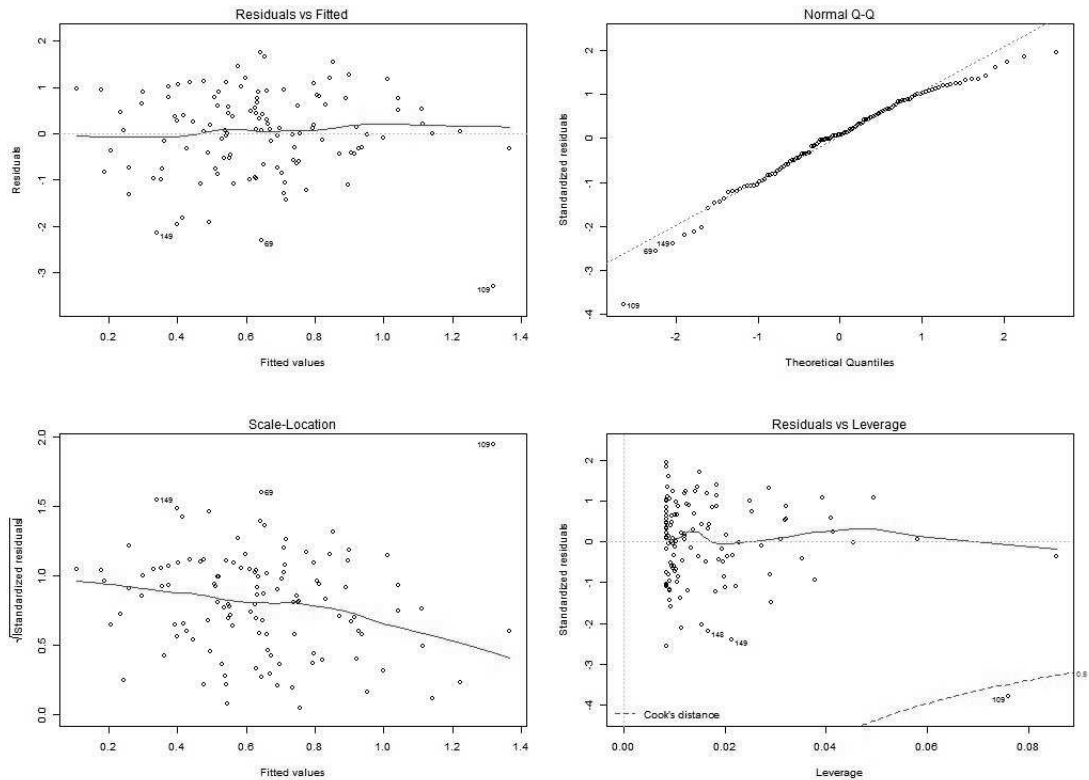 Residuals vs Fitted
Residuals
2
1
0
-1
-2
-3
149
69
109
0.2 0.4 0.6 0.8 1.0 1.2 1.4
Fitted values
Normal Q-Q
Standardized residuals
2
1
0
-1
-2
-3
-4
69
149
109
-2 -1 0 1 2
Theoretical Quantiles
Scale-Location
√|Standardized residuals|
2.0
1.5
1.0
0.5
0.0
149
69
109
0.2 0.4 0.6 0.8 1.0 1.2 1.4
Fitted values
Residuals vs Leverage
Standardized residuals
2
1
0
-1
-2
-3
-4
148
149
109
Cook's distance
0.00 0.02 0.04 0.06 0.08
Leverage